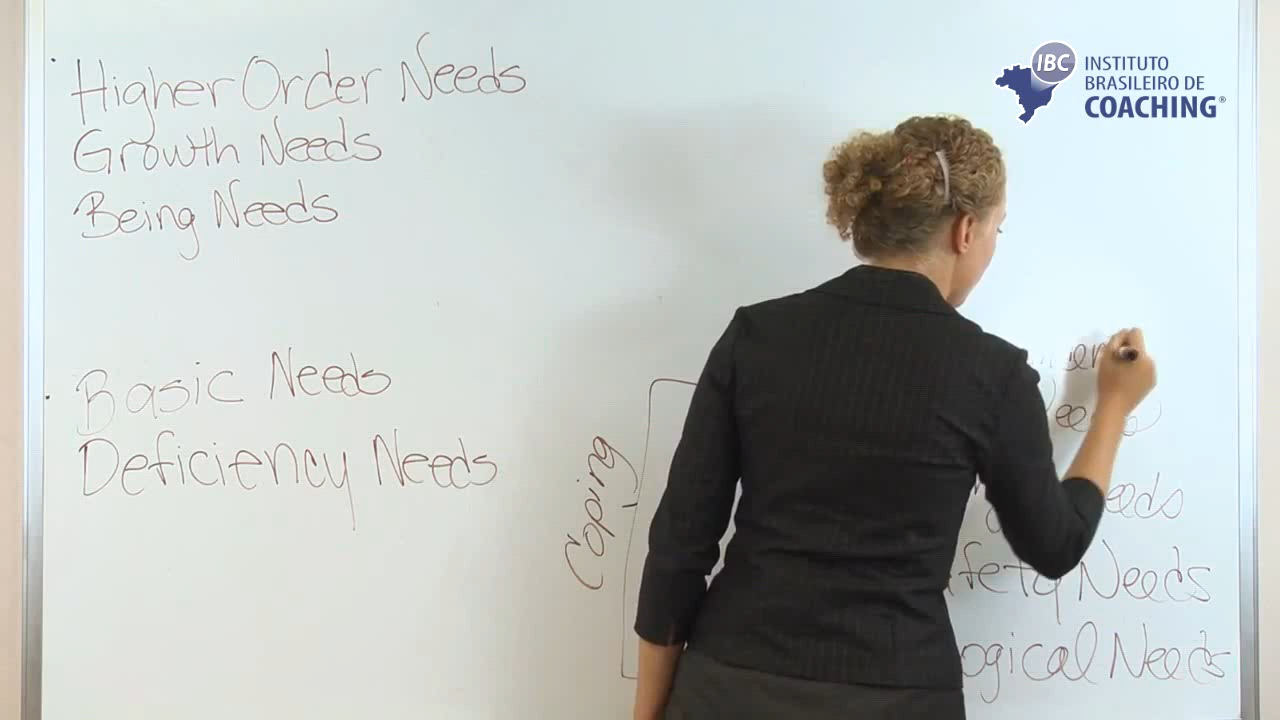 Higher Order Needs
Growth Needs
Being Needs
Basic Needs
Deficiency Needs
Coping
Needs
Needs
IBC
INSTITUTO
BRASILEIRO DE
COACHING®